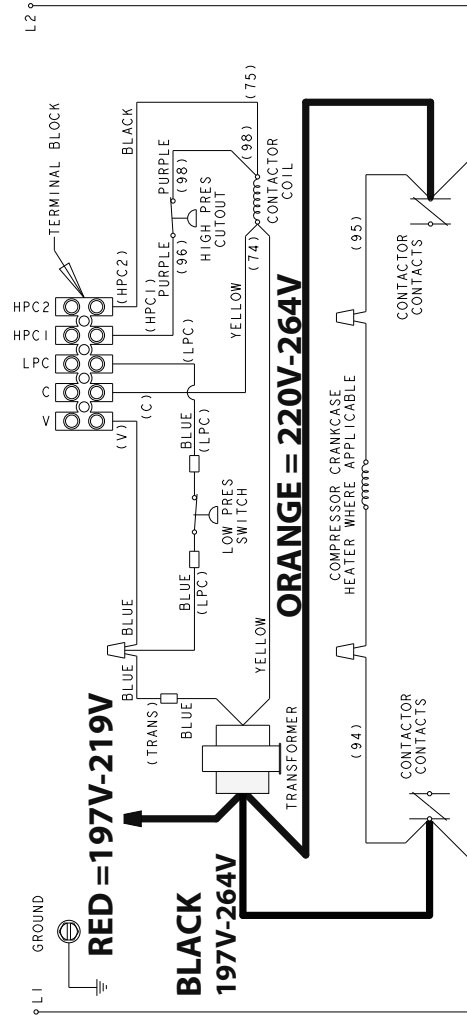 L2
TERMINAL BLOCK
HPC2
HPC1
LPC
C
V
(HPC2)
BLACK
(75)
(HPC1)
PURPLE
(96)
PURPLE
(98)
HIGH PRES
CUTOUT
(98)
CONTACTOR
COIL
(74)
YELLOW
(LPC)
(C)
(V)
BLUE
(LPC)
LOW PRES
SWITCH
BLUE
(LPC)
BLUE
BLUE
(TRANS)
BLUE
YELLOW
TRANSFORMER
ORANGE = 220V-264V
RED =197V-219V
BLACK
197V-264V
(95)
CONTACTOR
CONTACTS
COMPRESSOR CRANKCASE
HEATER WHERE APPLICABLE
(94)
CONTACTOR
CONTACTS
L1
GROUND